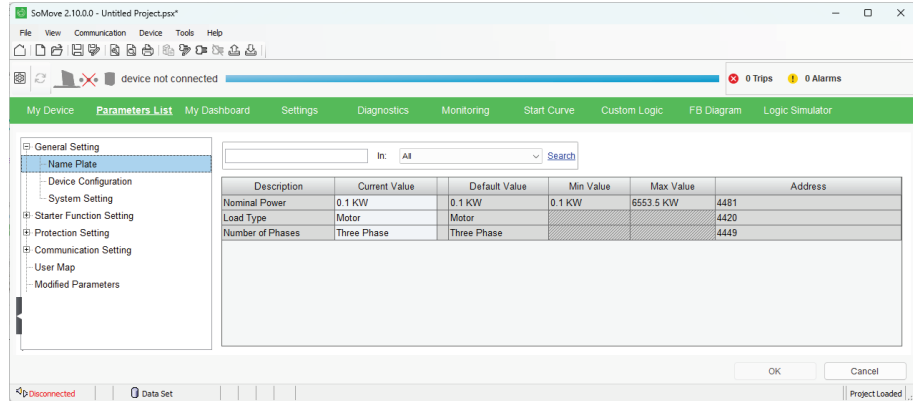 SoMove 2.10.0.0 - Untitled Project.psx*
File View Communication Device Tools Help
device not connected
0 Trips 0 Alarms
My Device Parameters List My Dashboard Settings Diagnostics Monitoring Start Curve Custom Logic FB Diagram Logic Simulator
General Setting
Name Plate
Device Configuration
System Setting
Starter Function Setting
Protection Setting
Communication Setting
User Map
Modified Parameters
In: All Search
Description Current Value Default Value Min Value Max Value Address
Nominal Power 0.1 KW 0.1 KW 0.1 KW 6553.5 KW 4481
Load Type Motor Motor 4420
Number of Phases Three Phase Three Phase 4449
OK Cancel
Disconnected Data Set Project Loaded